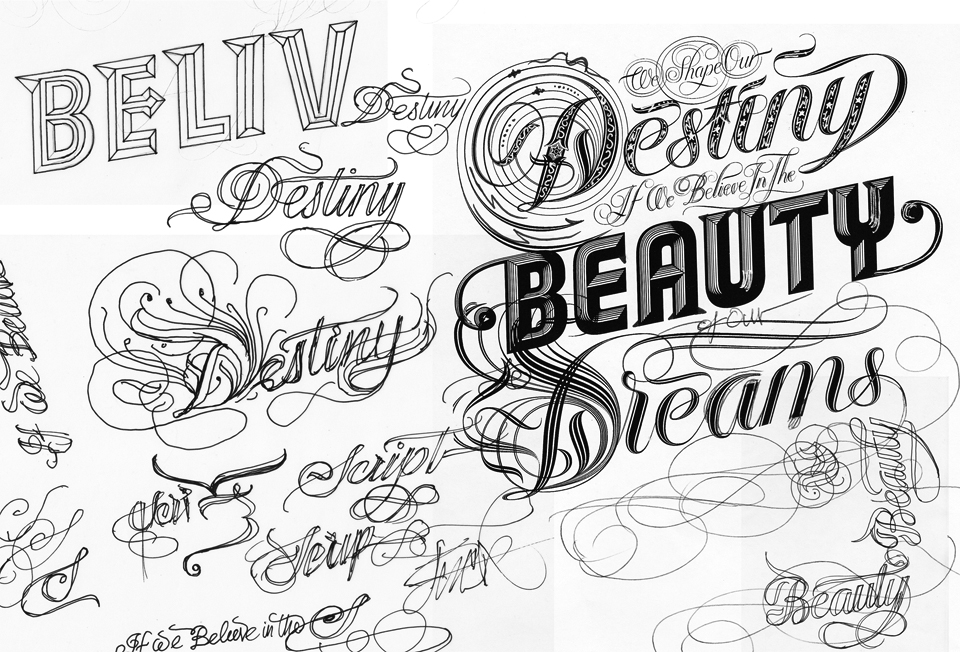 BELIV
Destiny
Destiny
Destiny
We Shape Our
Destiny
If We Believe In The
BEAUTY
of our
Dreams
Script
Scrip
If We Believe in the
S
Beauty
Beauty